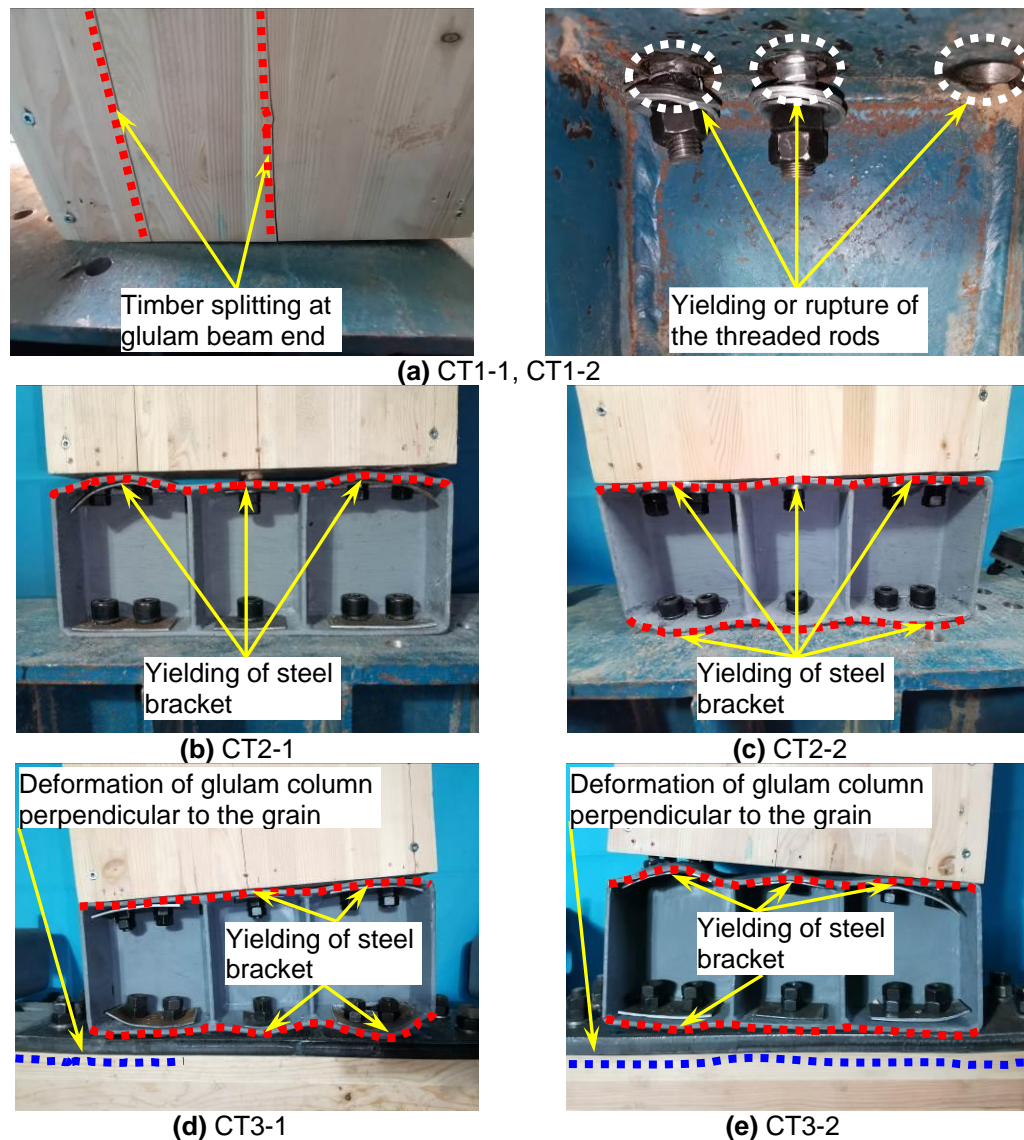 Timber splitting at
glulam beam end
Yielding or rupture of
the threaded rods
(a) CT1-1, CT1-2
Yielding of steel
bracket
Yielding of steel
bracket
(b) CT2-1
(c) CT2-2
Deformation of glulam column
perpendicular to the grain
Deformation of glulam column
perpendicular to the grain
Yielding of steel
bracket
Yielding of steel
bracket
(d) CT3-1
(e) CT3-2